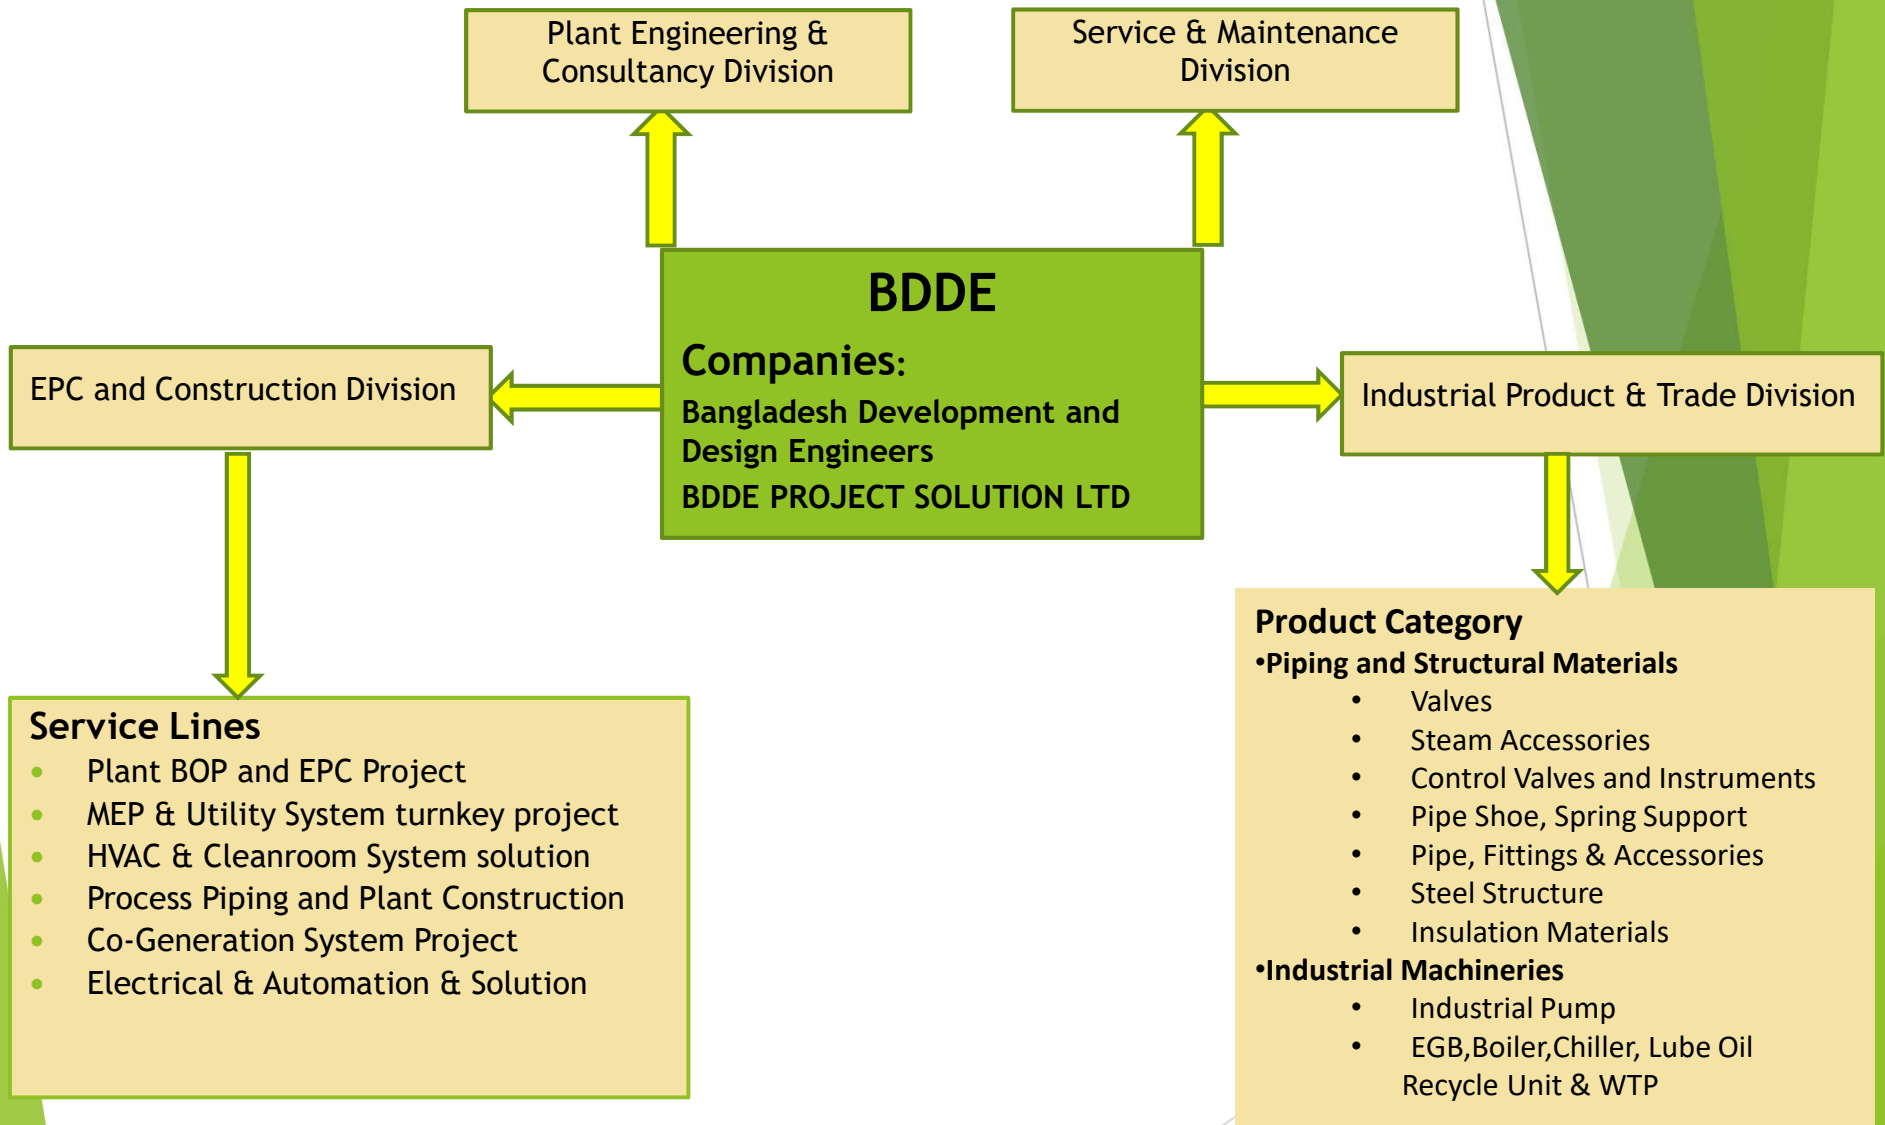 Plant Engineering &
Consultancy Division
Service & Maintenance
Division
BDDE
Companies:
Bangladesh Development and
Design Engineers
BDDE PROJECT SOLUTION LTD
EPC and Construction Division
Industrial Product & Trade Division
Service Lines
• Plant BOP and EPC Project
• MEP & Utility System turnkey project
• HVAC & Cleanroom System solution
• Process Piping and Plant Construction
• Co-Generation System Project
• Electrical & Automation & Solution
Product Category
•Piping and Structural Materials
• Valves
• Steam Accessories
• Control Valves and Instruments
• Pipe Shoe, Spring Support
• Pipe, Fittings & Accessories
• Steel Structure
• Insulation Materials
•Industrial Machineries
• Industrial Pump
• EGB,Boiler,Chiller, Lube Oil
Recycle Unit & WTP